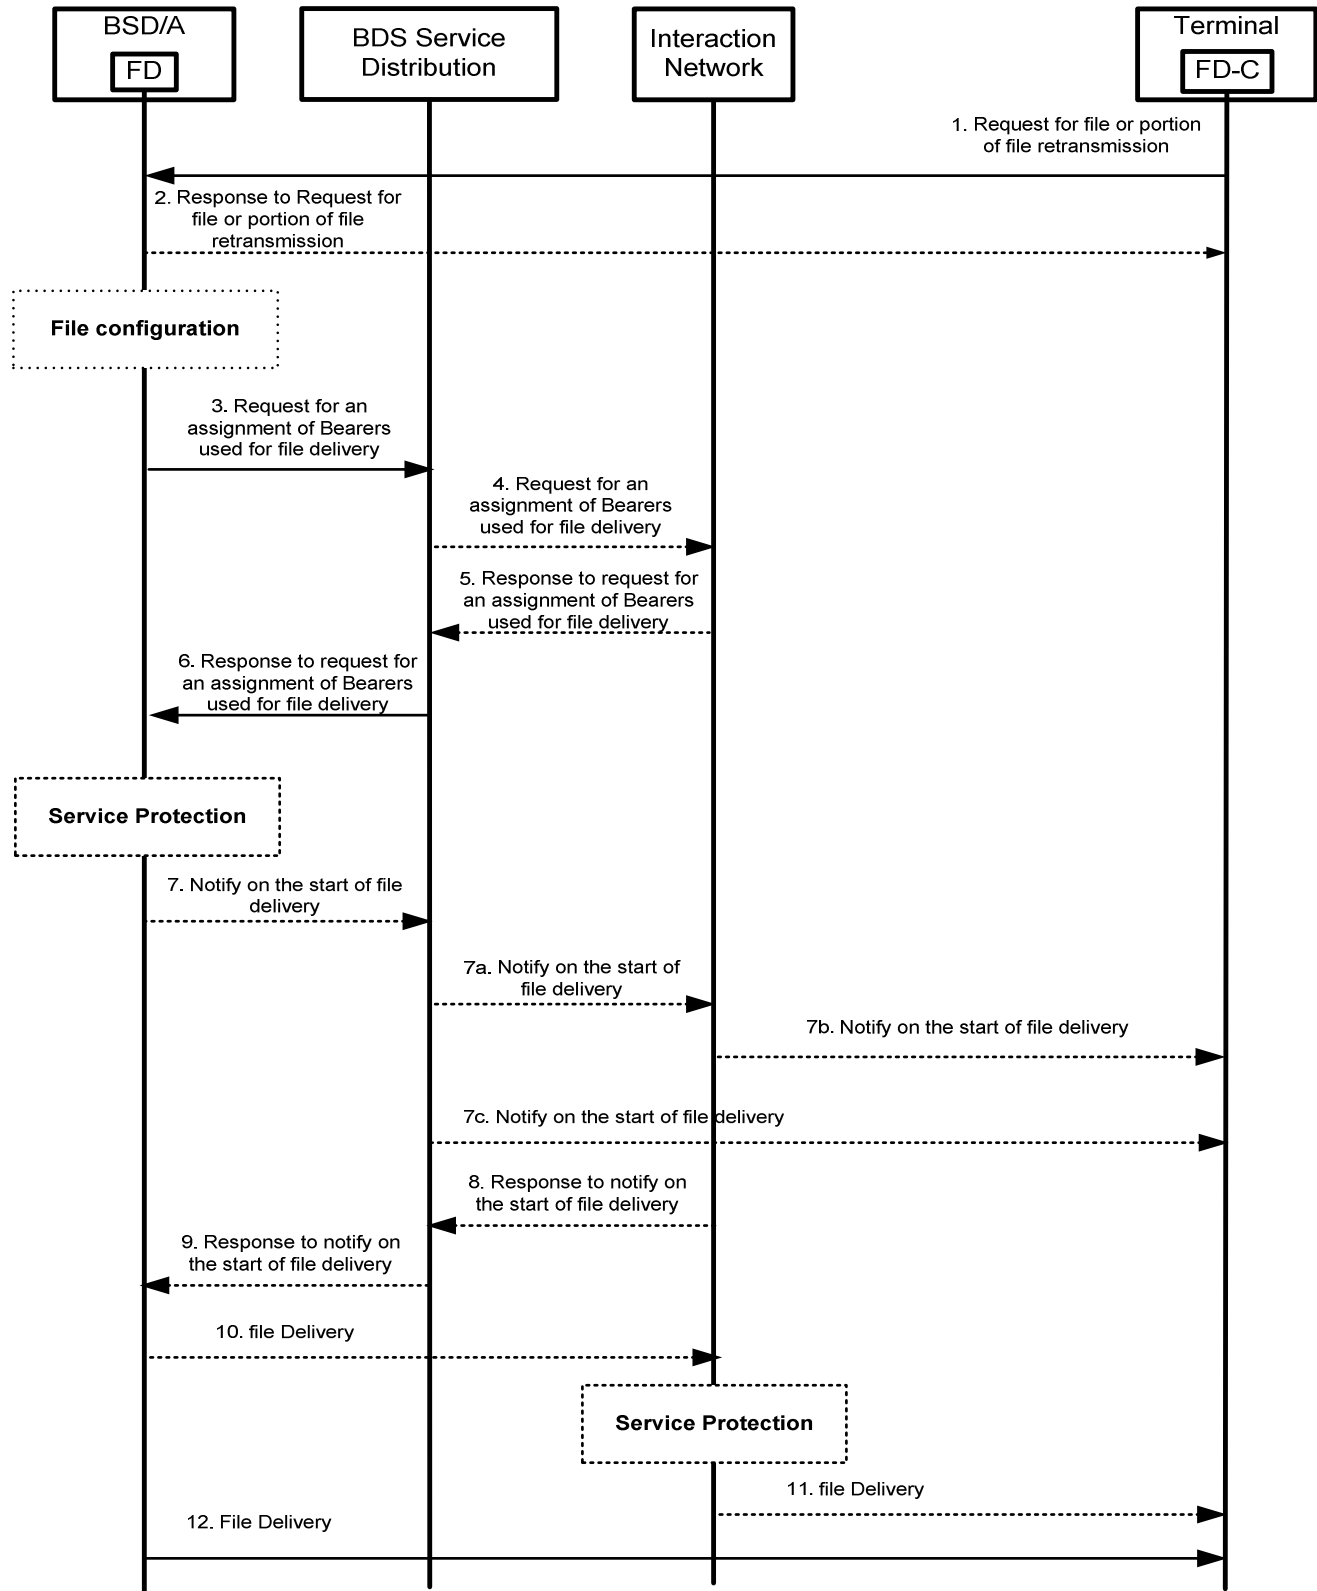 BSD/A
FD
BDS Service
Distribution
Interaction
Network
Terminal
FD-C
1. Request for file or portion
of file retransmission
2. Response to Request for
file or portion of file
retransmission
File configuration
3. Request for an
assignment of Bearers
used for file delivery
4. Request for an
assignment of Bearers
used for file delivery
5. Response to request for
an assignment of Bearers
used for file delivery
6. Response to request for
an assignment of Bearers
used for file delivery
Service Protection
7. Notify on the start of file
delivery
7a. Notify on the start of
file delivery
7b. Notify on the start of file delivery
7c. Notify on the start of file delivery
8. Response to notify on
the start of file delivery
9. Response to notify on
the start of file delivery
10. file Delivery
Service Protection
11. file Delivery
12. File Delivery